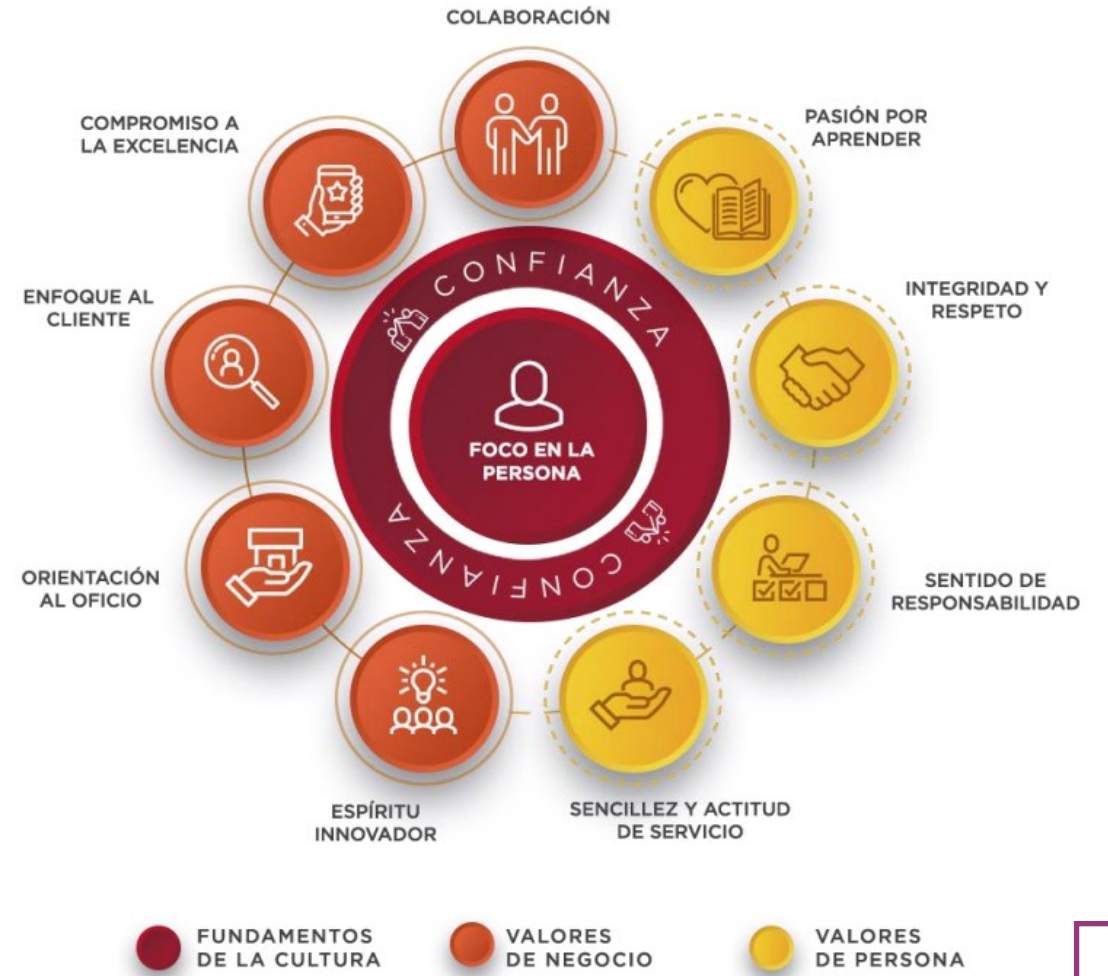 COLABORACIÓN
COMPROMISO A
LA EXCELENCIA
PASIÓN POR
APRENDER
ENFOQUE AL
CLIENTE
INTEGRIDAD Y
RESPETO
CONFIANZA
FOCO EN LA
PERSONA
CONFIANZA
ORIENTACIÓN
AL OFICIO
SENTIDO DE
RESPONSABILIDAD
ESPÍRITU
INNOVADOR
SENCILLEZ Y ACTITUD
DE SERVICIO
FUNDAMENTOS
DE LA CULTURA
VALORES
DE NEGOCIO
VALORES
DE PERSONA